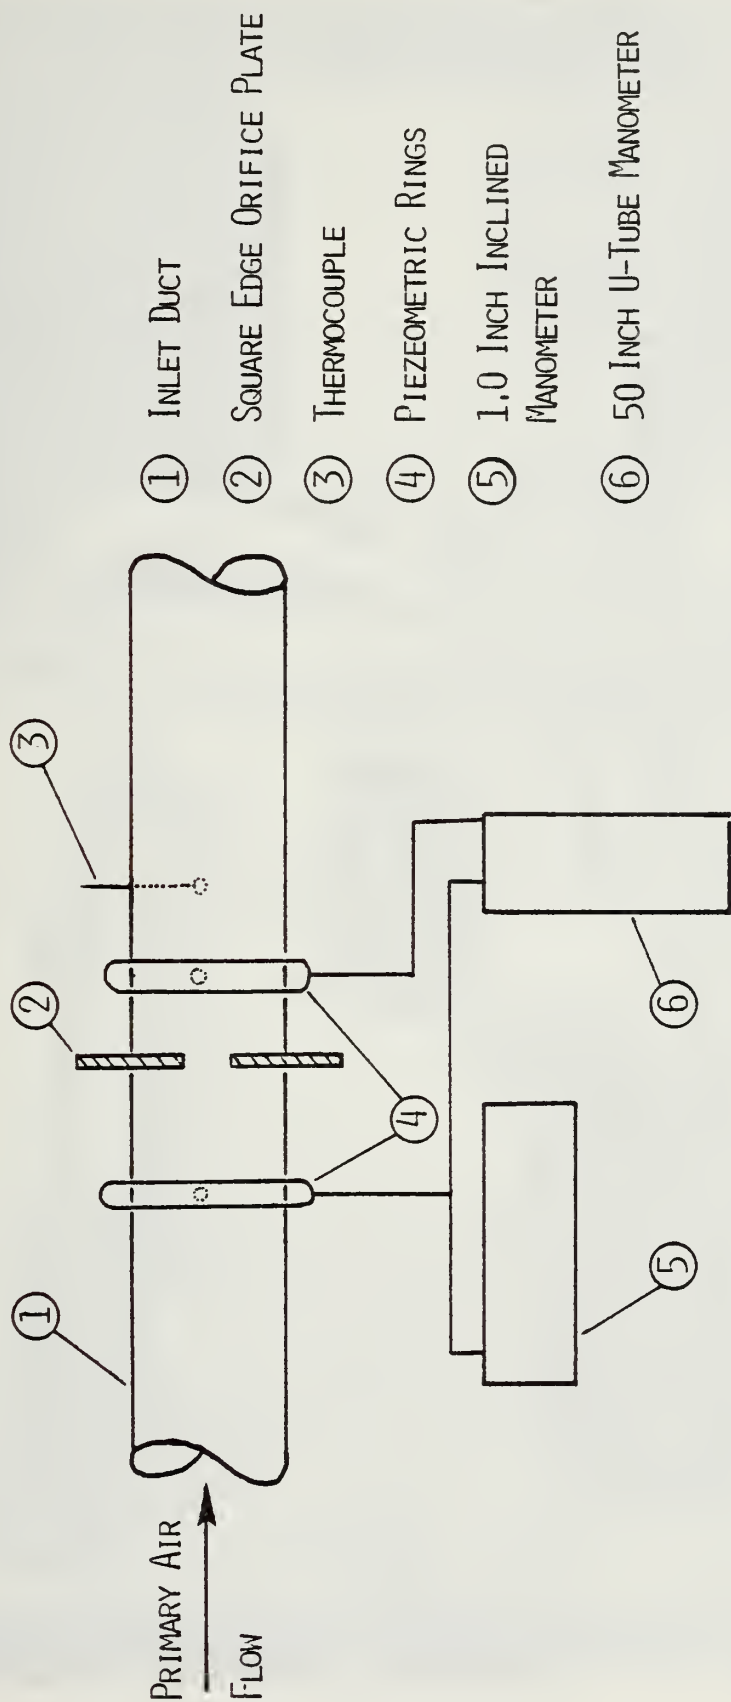 PRIMARY AIR
FLOW
1
2
3
4
5
6
1 INLET DUCT
2 SQUARE EDGE ORIFICE PLATE
3 THERMOCOUPLE
4 PIEZEOMETRIC RINGS
5 1.0 INCH INCLINED
MANOMETER
6 50 INCH U-TUBE MANOMETER